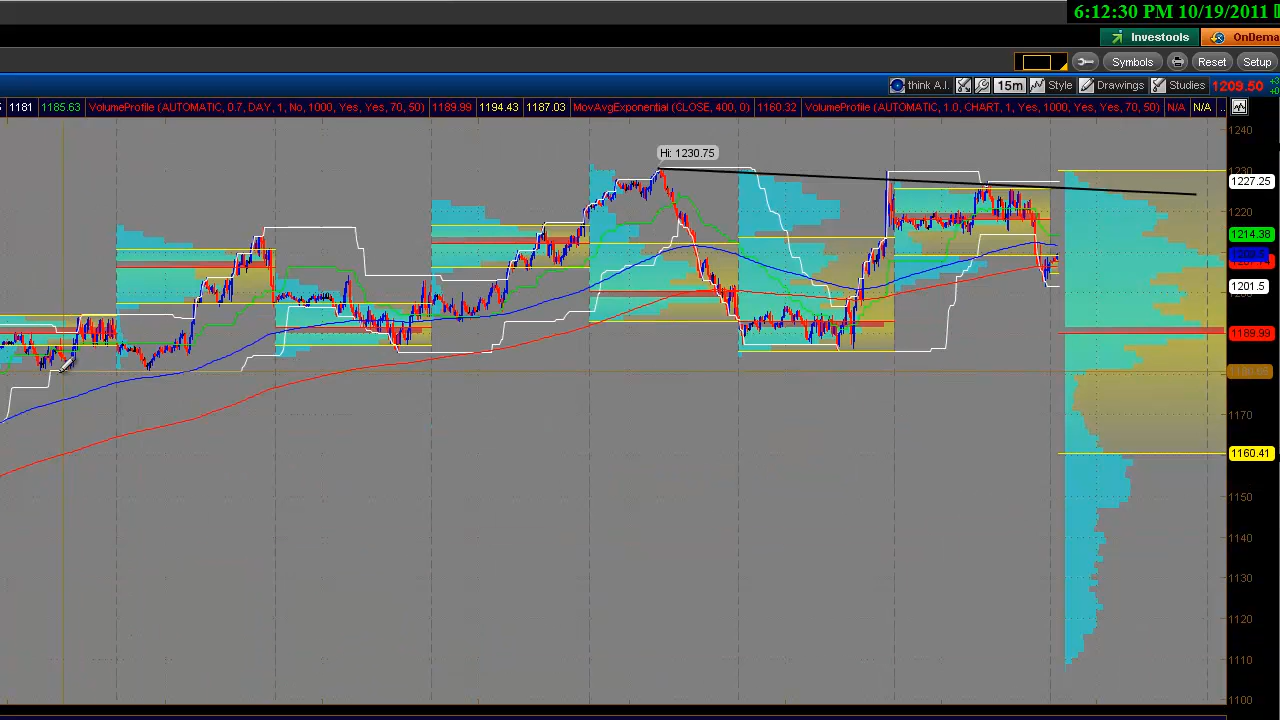 6:12:30 PM 10/19/2011
Investools OnDema
Symbols Reset Setup
think A.I. 15m Style Drawings Studies 1209.50
1181 1185.63 VolumeProfile (AUTOMATIC, 0.7, DAY, 1, No, 1000, Yes, Yes, 70, 50) 1189.99 1194.43 1187.03 MovAvgExponential (CLOSE, 400, 0) 1160.32 VolumeProfile (AUTOMATIC, 1.0, CHART, 1, Yes, 1000, Yes, Yes, 70, 50) N/A N/A ...
1240
Hi: 1230.75
1230
1227.25
1220
1214.38
1201.5
1189.99
1170
1160.41
1150
1140
1130
1120
1110
1100